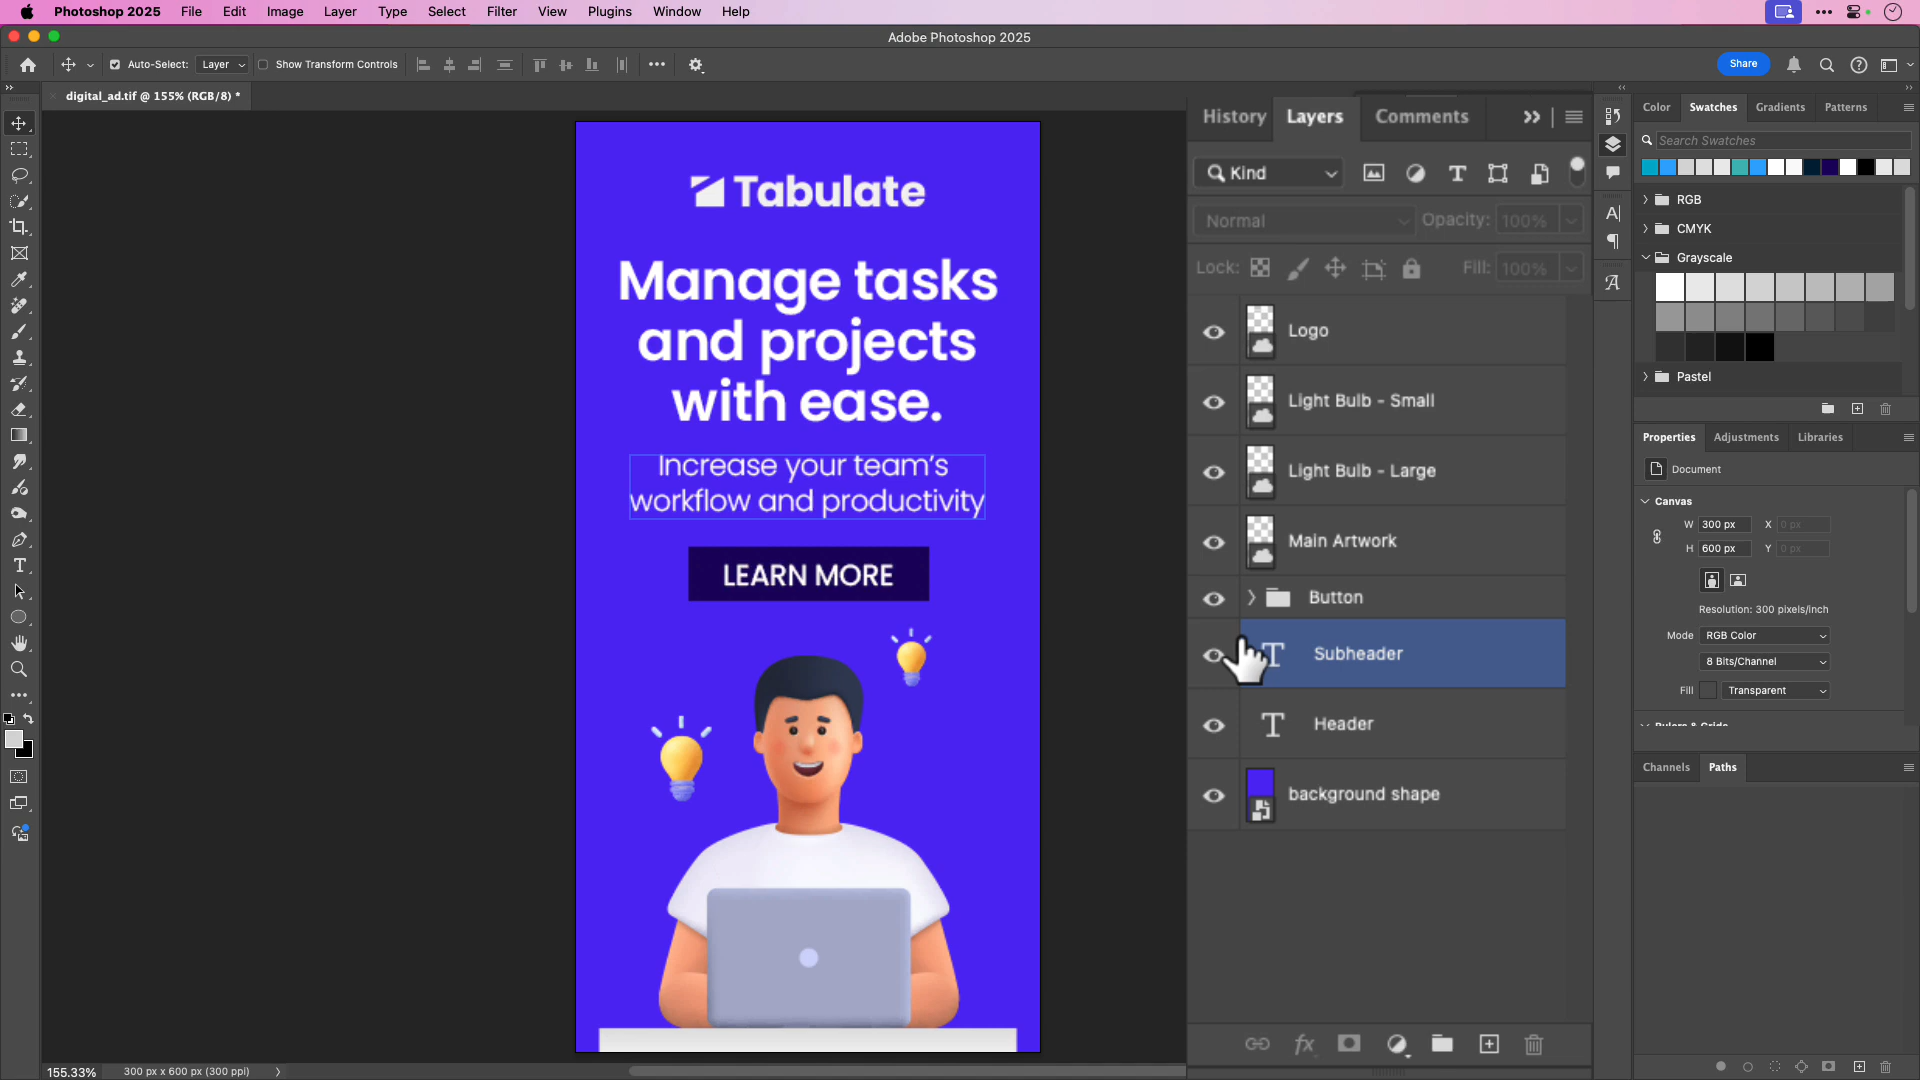 Photoshop 2025 File Edit Image Layer Type Select Filter View Plugins Window Help
Adobe Photoshop 2025
Auto-Select: Layer Show Transform Controls Share
digital_ad.tif @ 155% (RGB/8) *
Tabulate
Manage tasks
and projects
with ease.
Increase your team's
workflow and productivity
LEARN MORE
History Layers Comments
Kind
Normal Opacity: 100%
Lock: Fill: 100%
Logo
Light Bulb - Small
Light Bulb - Large
Main Artwork
Button
Subheader
Header
background shape
Color Swatches Gradients Patterns
Search Swatches
RGB
CMYK
Grayscale
Pastel
Properties Adjustments Libraries
Document
Canvas
W 300 px X 0 px
H 600 px Y 0 px
Resolution: 300 pixels/inch
Mode RGB Color
8 Bits/Channel
Fill Transparent
Rulers & Grids
Channels Paths
155.33% 300 px x 600 px (300 ppi)